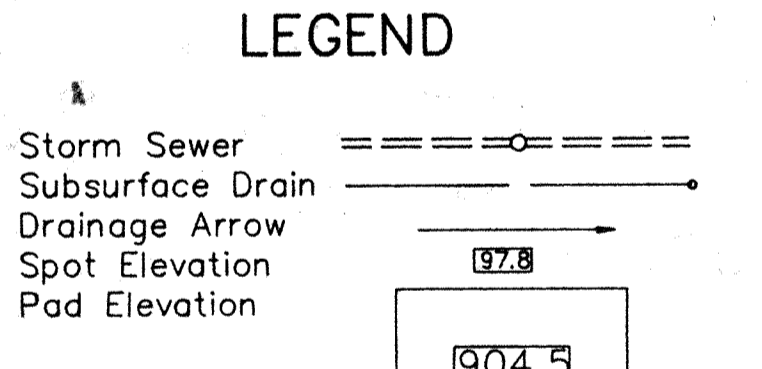 LEGEND
Storm Sewer
Subsurface Drain
Drainage Arrow
Spot Elevation 97.8
Pad Elevation
904.5